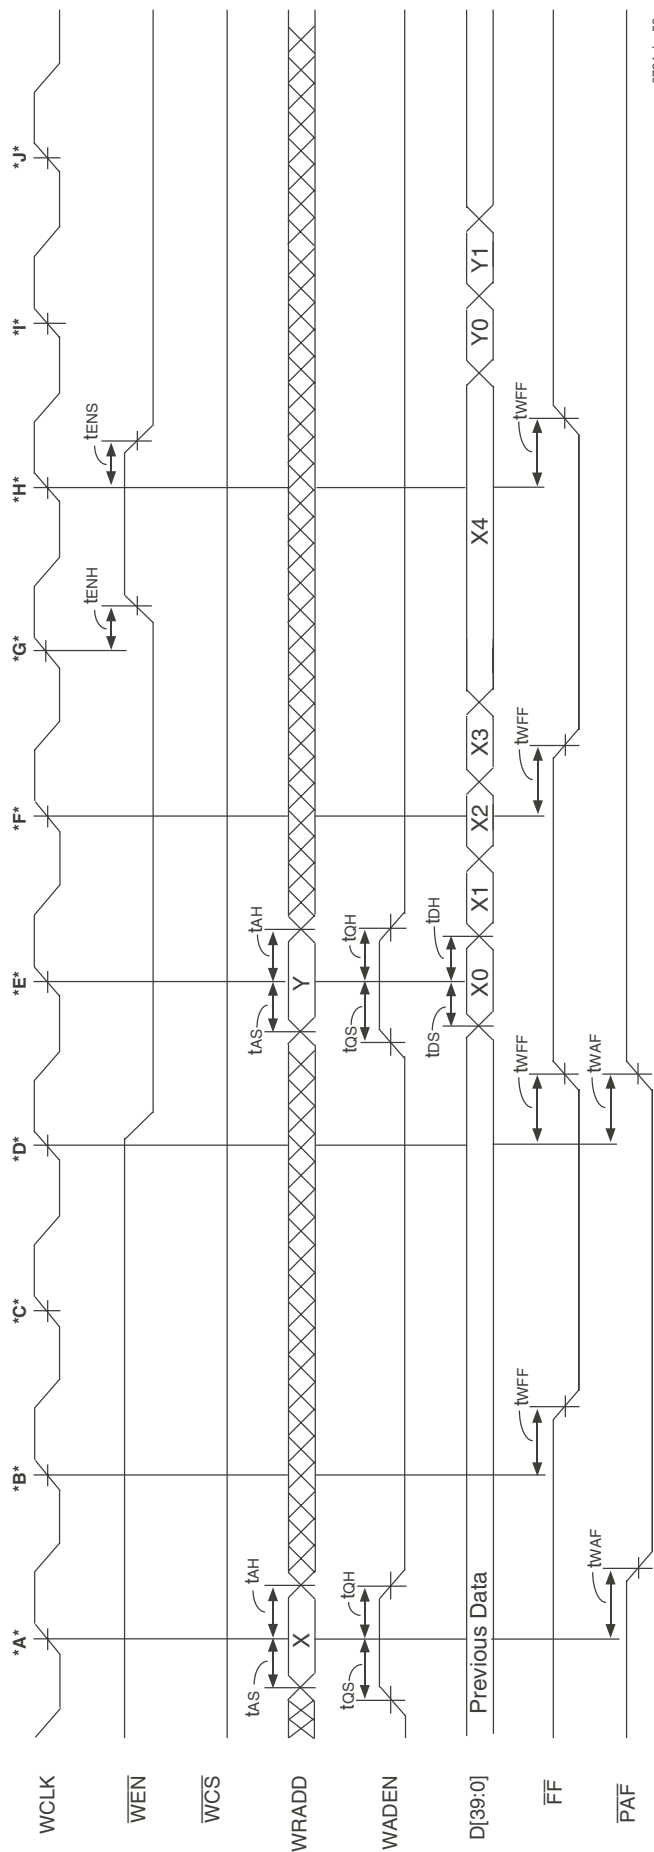 *A* *B* *C* *D* *E* *F* *G* *H* *I* *J*
WCLK
tENH tENS
WEN
WCS
tAS tAH tAS tAH
WRADD X Y
tQS tQH tQS tQH
WADEN
tDS tDH
D[39:0] Previous Data X0 X1 X2 X3 X4 Y0 Y1
tWFF tWFF tWFF tWFF
FF
tWAF tWAF
PAF